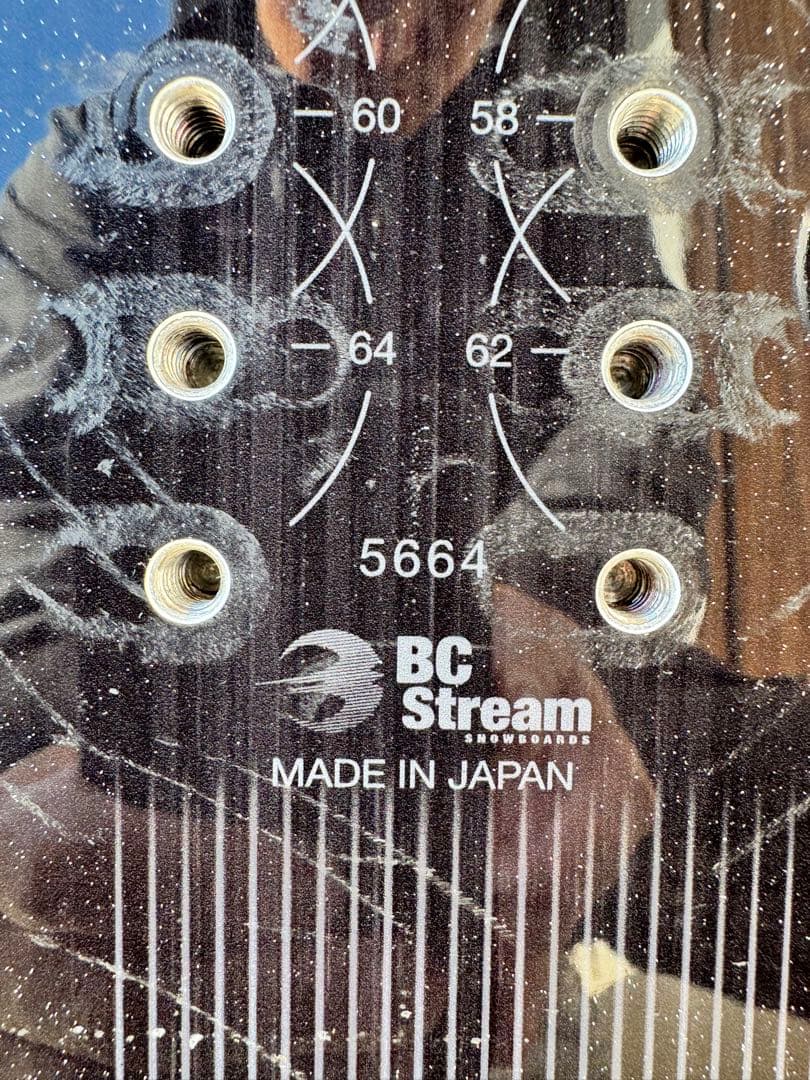 60 58
64 62
5664
BC
Stream
SNOWBOARDS
MADE IN JAPAN